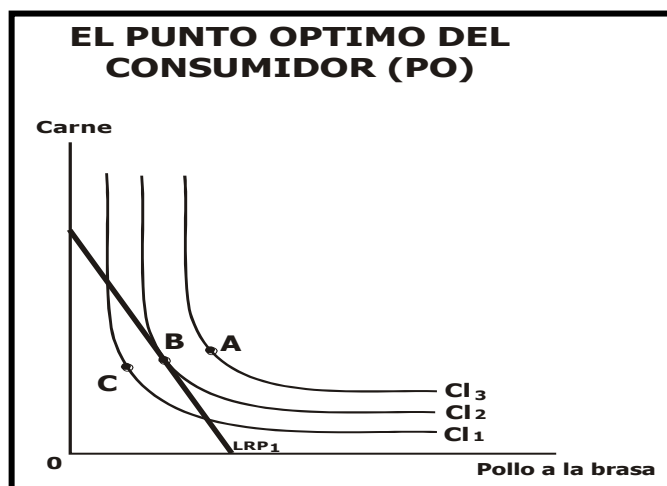 EL PUNTO OPTIMO DEL
CONSUMIDOR (PO)
Carne
B
A
C
CI3
CI2
CI1
LRP1
0
Pollo a la brasa